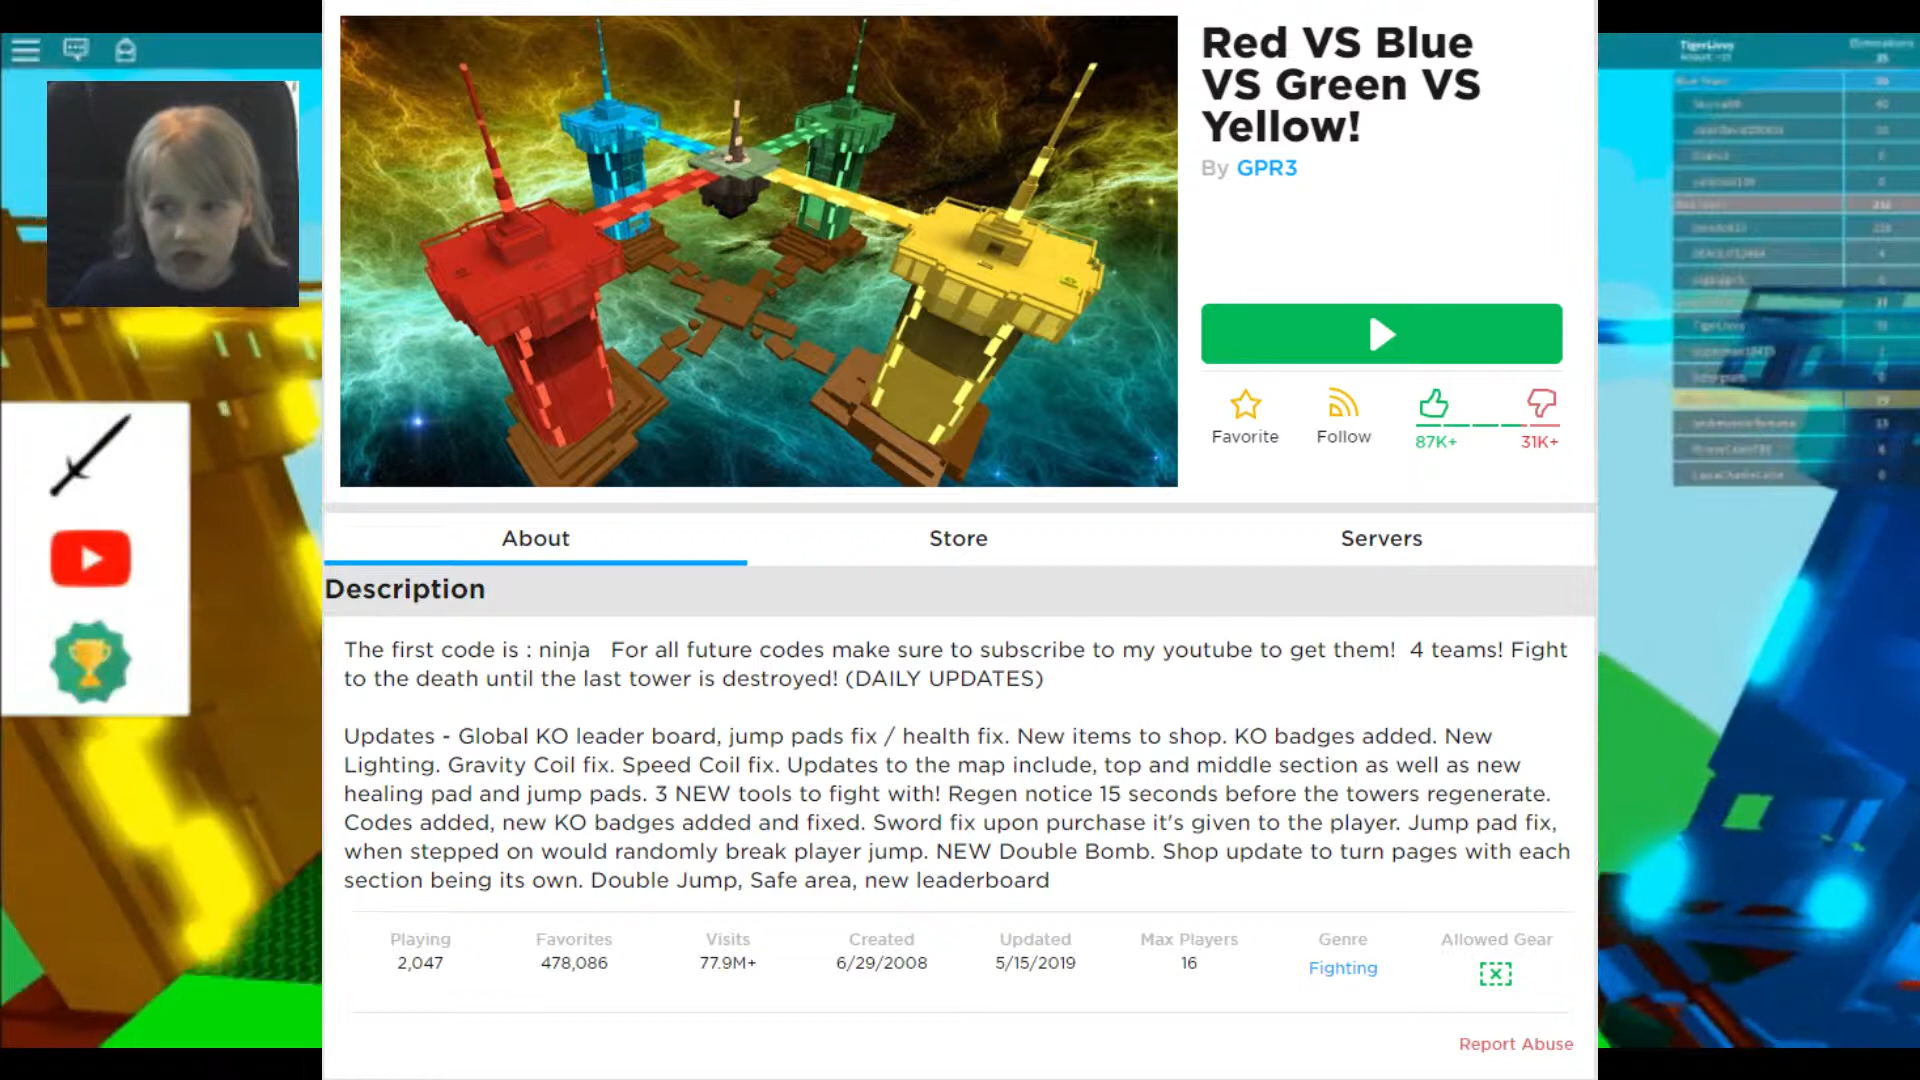 Red VS Blue
VS Green VS
Yellow!
By GPR3
Favorite
Follow
87K+
31K+
About
Store
Servers
Description
The first code is : ninja   For all future codes make sure to subscribe to my youtube to get them!  4 teams! Fight
to the death until the last tower is destroyed! (DAILY UPDATES)
Updates - Global KO leader board, jump pads fix / health fix. New items to shop. KO badges added. New
Lighting. Gravity Coil fix. Speed Coil fix. Updates to the map include, top and middle section as well as new
healing pad and jump pads. 3 NEW tools to fight with! Regen notice 15 seconds before the towers regenerate.
Codes added, new KO badges added and fixed. Sword fix upon purchase it's given to the player. Jump pad fix,
when stepped on would randomly break player jump. NEW Double Bomb. Shop update to turn pages with each
section being its own. Double Jump, Safe area, new leaderboard
Playing
Favorites
Visits
Created
Updated
Max Players
Genre
Allowed Gear
2,047
478,086
77.9M+
6/29/2008
5/15/2019
16
Fighting
Report Abuse
TigerLivvy